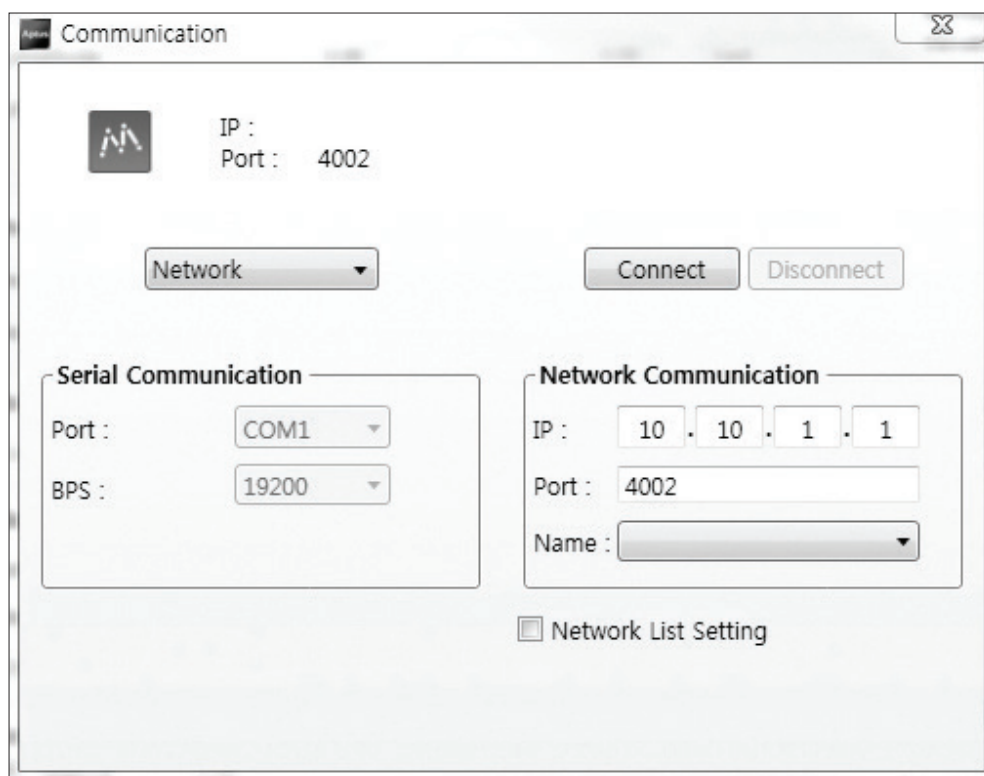 Aptus Communication
IP :
Port : 4002
Network
Connect Disconnect
Serial Communication
Port : COM1
BPS : 19200
Network Communication
IP : 10 . 10 . 1 . 1
Port : 4002
Name :
Network List Setting